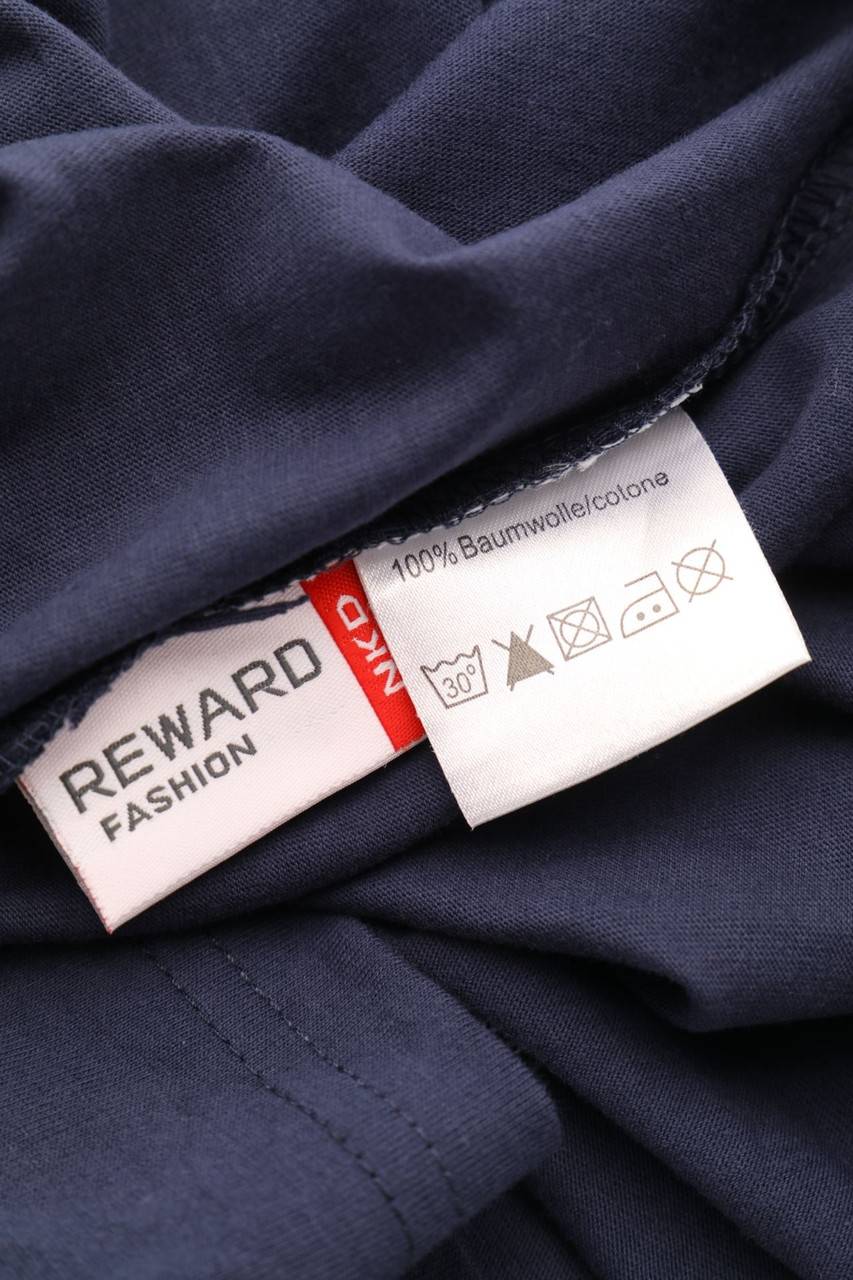 100% Baumwolle/cotone
30°
NKD
REWARD
FASHION